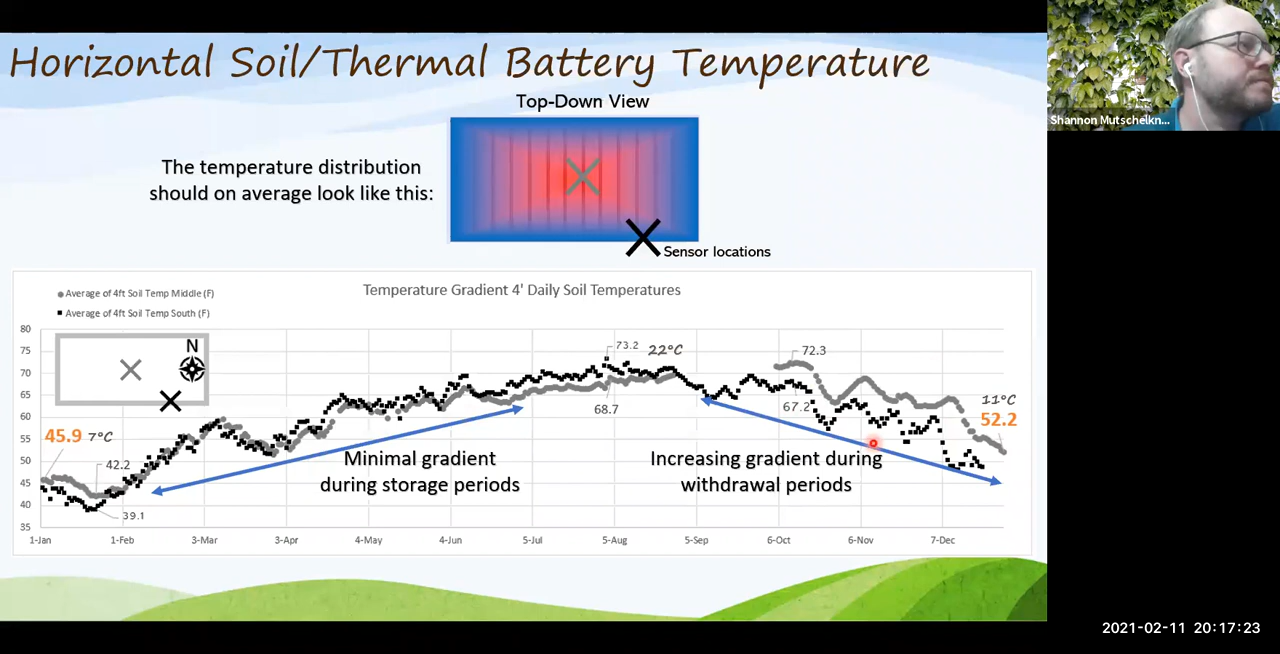 Horizontal Soil/Thermal Battery Temperature
Shannon Mutschelkn...
Top-Down View
The temperature distribution
should on average look like this:
Sensor locations
Temperature Gradient 4' Daily Soil Temperatures
Average of 4ft Soil Temp Middle (F)
Average of 4ft Soil Temp South (F)
80
75
70
65
60
55
50
45
40
35
N
45.9 7°C
42.2
39.1
73.2
22°C
68.7
72.3
67.2
11°C
52.2
Minimal gradient
during storage periods
Increasing gradient during
withdrawal periods
1-Jan 1-Feb 3-Mar 3-Apr 4-May 4-Jun 5-Jul 5-Aug 5-Sep 6-Oct 6-Nov 7-Dec
2021-02-11 20:17:23